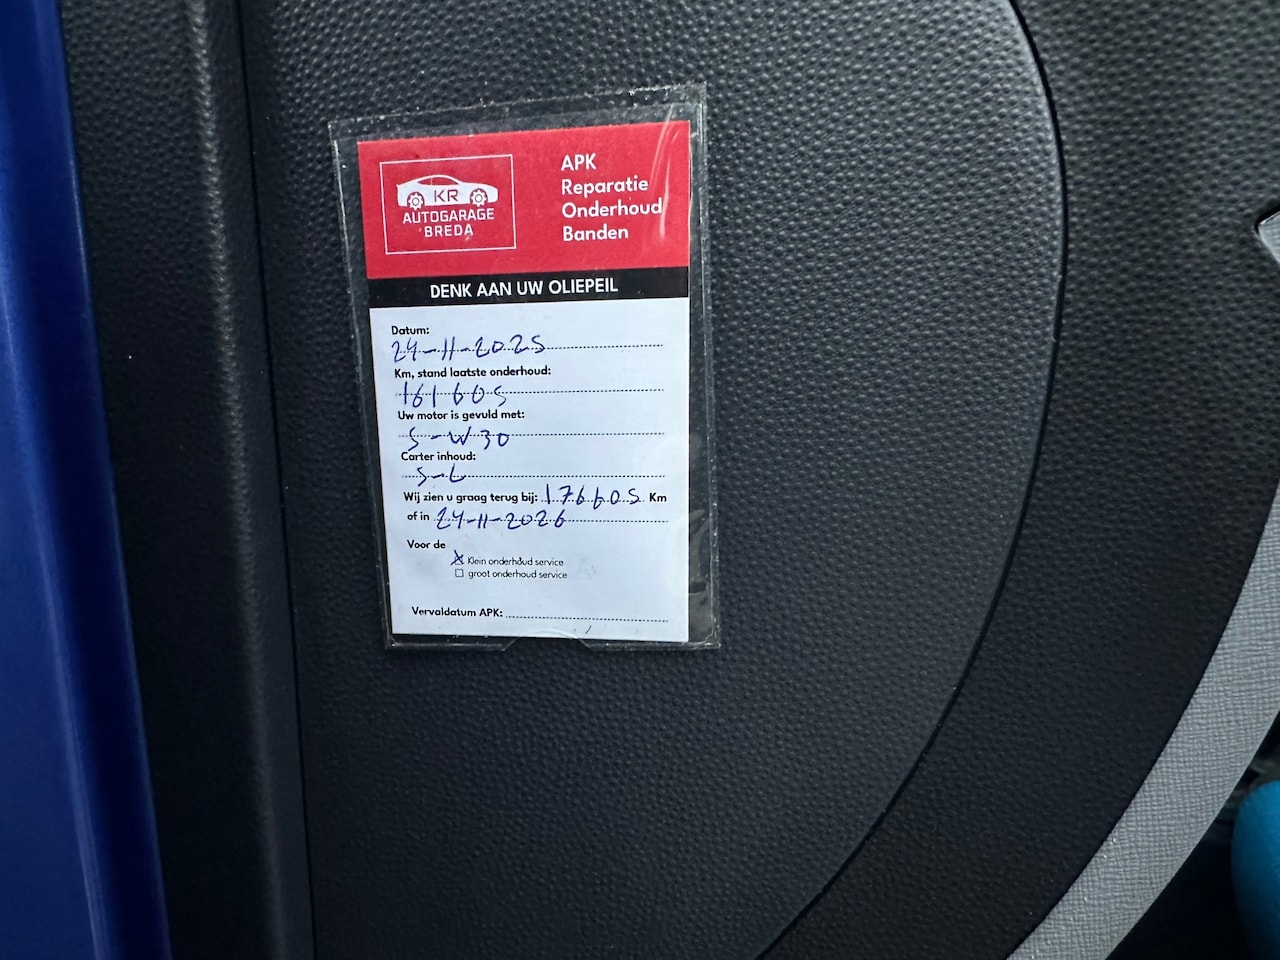 KR
AUTOGARAGE
BREDA
APK
Reparatie
Onderhoud
Banden
DENK AAN UW OLIEPEIL
Datum:
24-11-2025
Km, stand laatste onderhoud:
161605
Uw motor is gevuld met:
5-W30
Carter inhoud:
5-L
Wij zien u graag terug bij: 176605 Km
of in 24-11-2026
Voor de
Klein onderhoud service
groot onderhoud service
Vervaldatum APK: